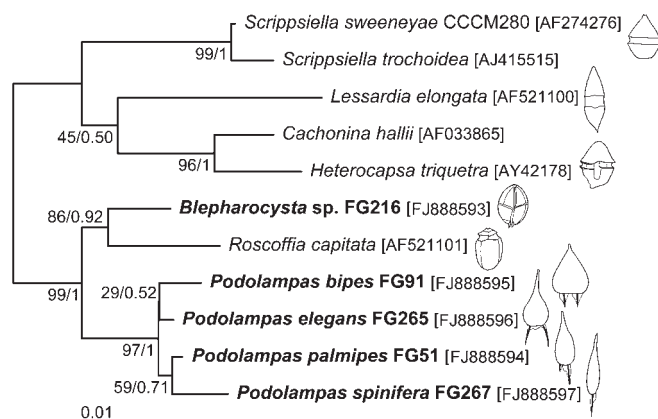 Scrippsiella sweeneyae CCCM280 [AF274276]
99/1
Scrippsiella trochoidea [AJ415515]
Lessardia elongata [AF521100]
45/0.50
Cachonina hallii [AF033865]
96/1
Heterocapsa triquetra [AY42178]
Blepharocysta sp. FG216 [FJ888593]
86/0.92
Roscoffia capitata [AF521101]
Podolampas bipes FG91 [FJ888595]
99/1
29/0.52
Podolampas elegans FG265 [FJ888596]
97/1
Podolampas palmipes FG51 [FJ888594]
59/0.71
Podolampas spinifera FG267 [FJ888597]
0.01